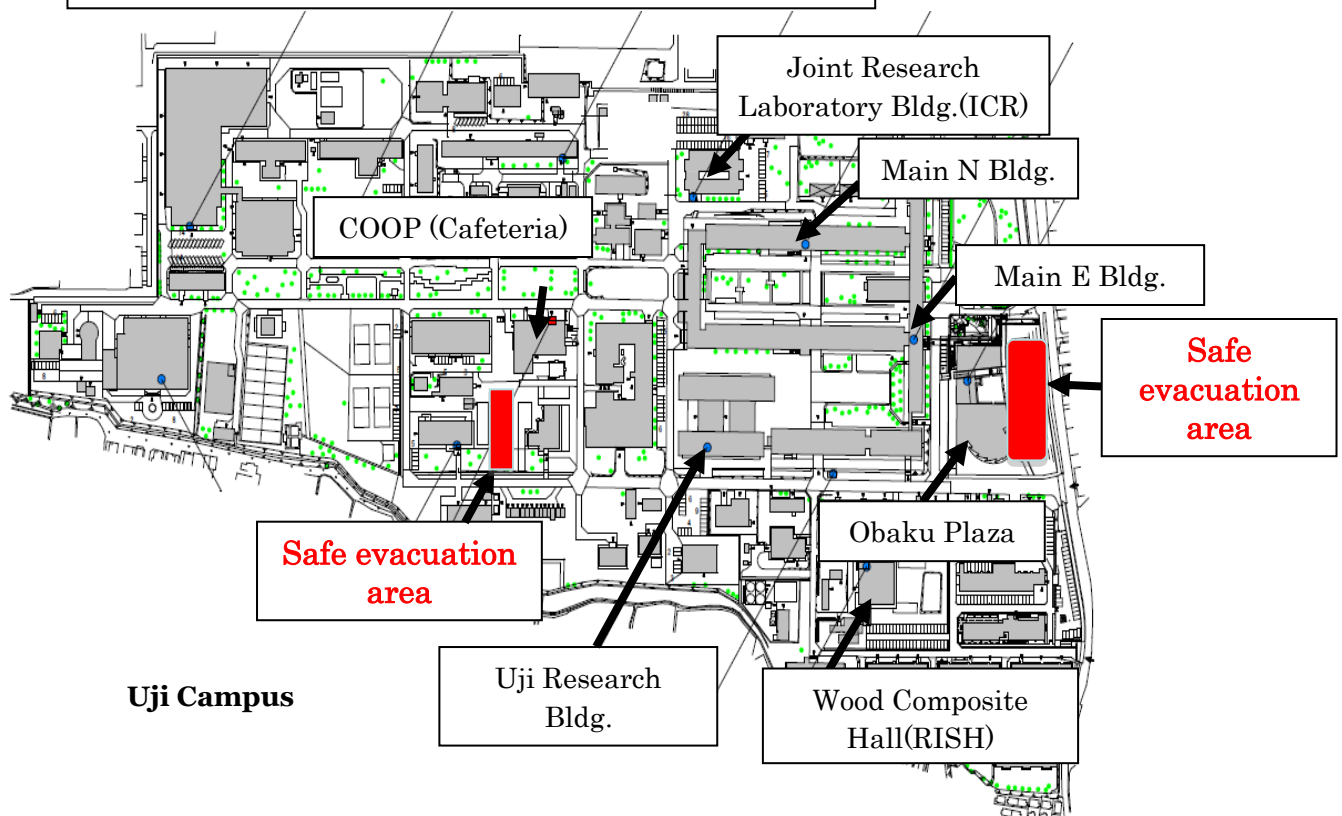 Joint Research
Laboratory Bldg.(ICR)
Main N Bldg.
COOP (Cafeteria)
Main E Bldg.
Safe
evacuation
area
Obaku Plaza
Safe evacuation
area
Uji Research
Bldg.
Wood Composite
Hall(RISH)
Uji Campus